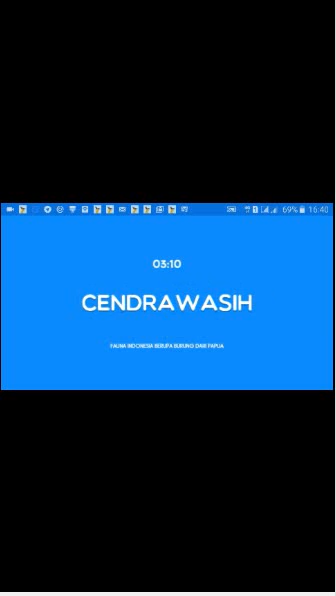 69% 16:40
03:10
CENDRAWASIH
FAUNA INDONESIA BERUPA BURUNG DARI PAPUA